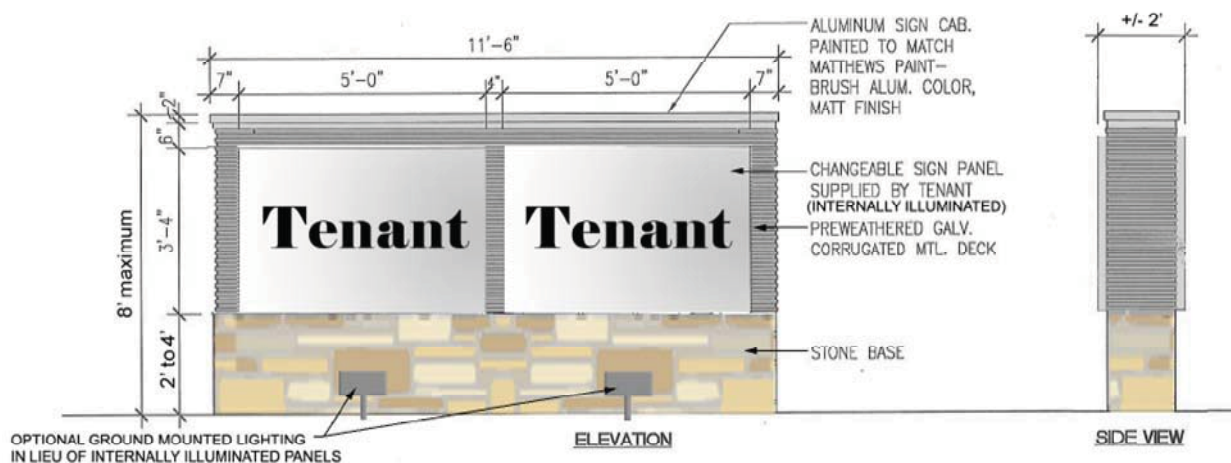 11'-6"
7"
5'-0"
4"
5'-0"
7"
2"
6"
3'-4"
8' maximum
2' to 4'
Tenant
Tenant
ALUMINUM SIGN CAB.
PAINTED TO MATCH
MATTHEWS PAINT-
BRUSH ALUM. COLOR,
MATT FINISH
CHANGEABLE SIGN PANEL
SUPPLIED BY TENANT
(INTERNALLY ILLUMINATED)
PREWEATHERED GALV.
CORRUGATED MTL. DECK
STONE BASE
+/- 2'
OPTIONAL GROUND MOUNTED LIGHTING
IN LIEU OF INTERNALLY ILLUMINATED PANELS
ELEVATION
SIDE VIEW